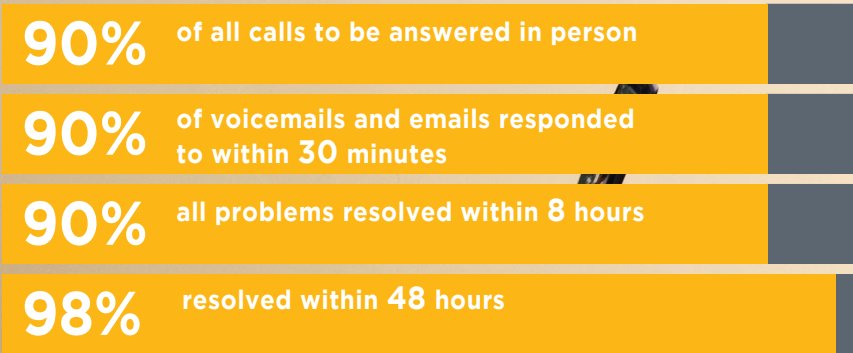 90% of all calls to be answered in person
90% of voicemails and emails responded
to within 30 minutes
90% all problems resolved within 8 hours
98% resolved within 48 hours